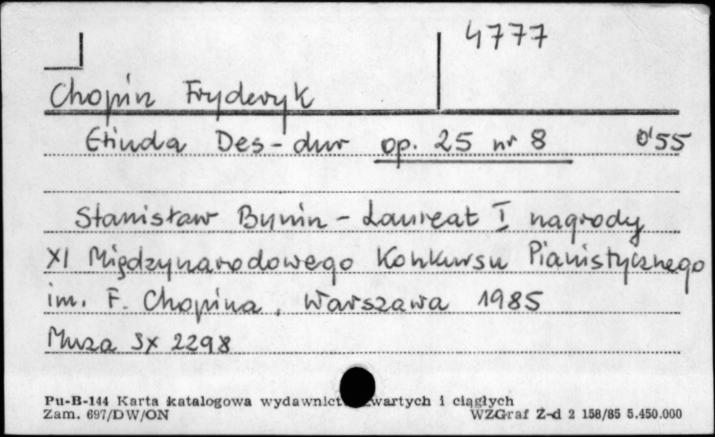 4777
Chopin Fryderyk
Etiuda Des-dur op. 25 nr 8 0'55
Stanisław Bunin - Laureat I nagrody
XI Międzynarodowego Konkursu Pianistycznego
im. F. Chopina, Warszawa 1985
Muza SX 2298
Pu-B-144 Karta katalogowa wydawnict zwartych i ciągłych
Zam. 697/DW/ON WZGraf Ż-d 2 158/85 5.450.000